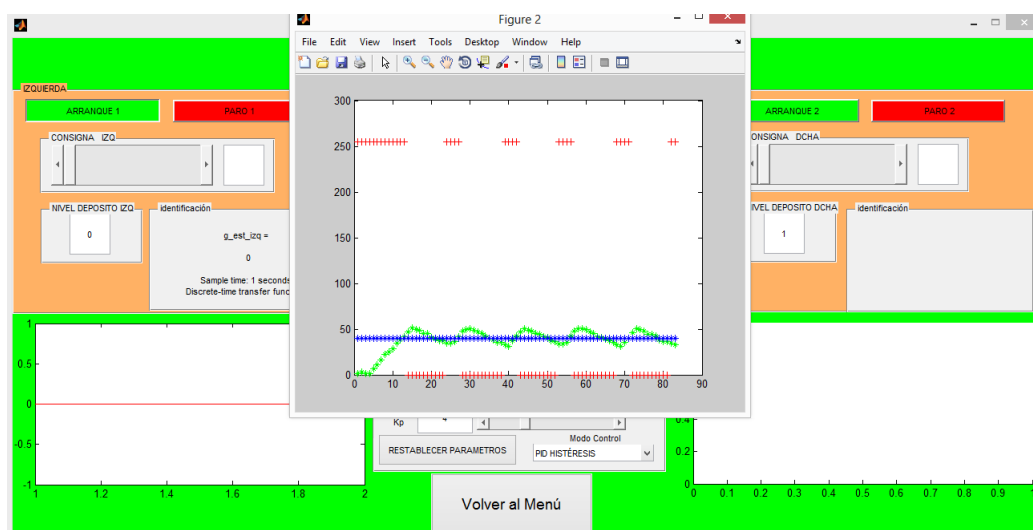 Figure 2
File Edit View Insert Tools Desktop Window Help
IZQUIERDA
ARRANQUE 1
PARO 1
CONSIGNA IZQ
NIVEL DEPOSITO IZQ
0
identificación
g_est_izq =
0
Sample time: 1 seconds
Discrete-time transfer func
1
0.5
0
-0.5
-1
1 1.2 1.4 1.6 1.8 2
300
250
200
150
100
50
0
0 10 20 30 40 50 60 70 80 90
Kp
RESTABLECER PARAMETROS
Modo Control
PID HISTÉRESIS
Volver al Menú
ARRANQUE 2
PARO 2
ONSIGNA DCHA
IVEL DEPOSITO DCHA
1
identificación
0.4
0.2
0
0 0.1 0.2 0.3 0.4 0.5 0.6 0.7 0.8 0.9 1